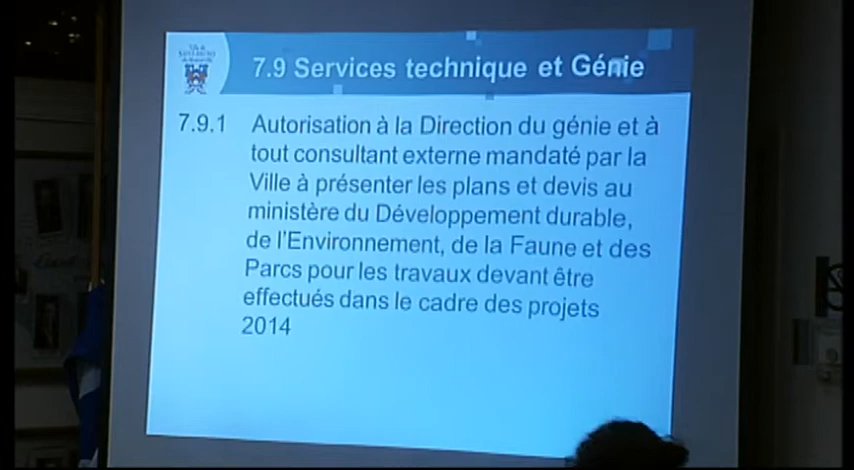 7.9 Services technique et Génie
7.9.1 Autorisation à la Direction du génie et à
tout consultant externe mandaté par la
Ville à présenter les plans et devis au
ministère du Développement durable,
de l'Environnement, de la Faune et des
Parcs pour les travaux devant être
effectués dans le cadre des projets
2014